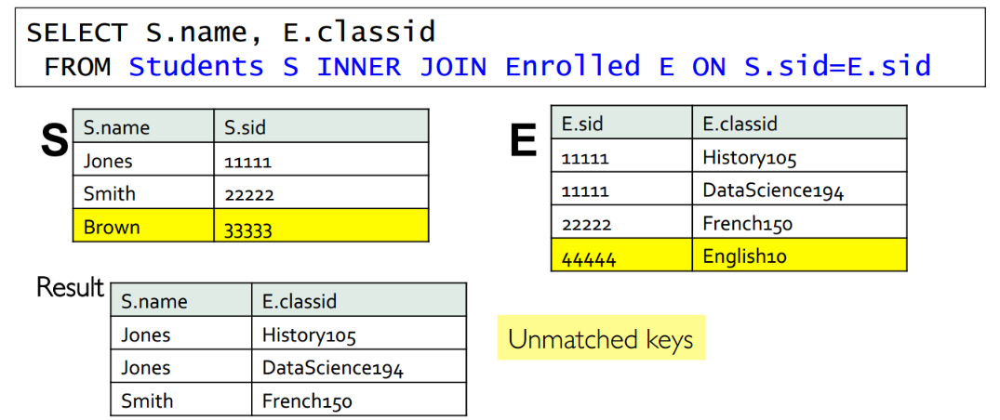 SELECT S.name, E.classid
FROM Students S INNER JOIN Enrolled E ON S.sid=E.sid
S
S.name S.sid
Jones 11111
Smith 22222
Brown 33333
E
E.sid E.classid
11111 History105
11111 DataScience194
22222 French150
44444 English10
Result
S.name E.classid
Jones History105
Jones DataScience194
Smith French150
Unmatched keys